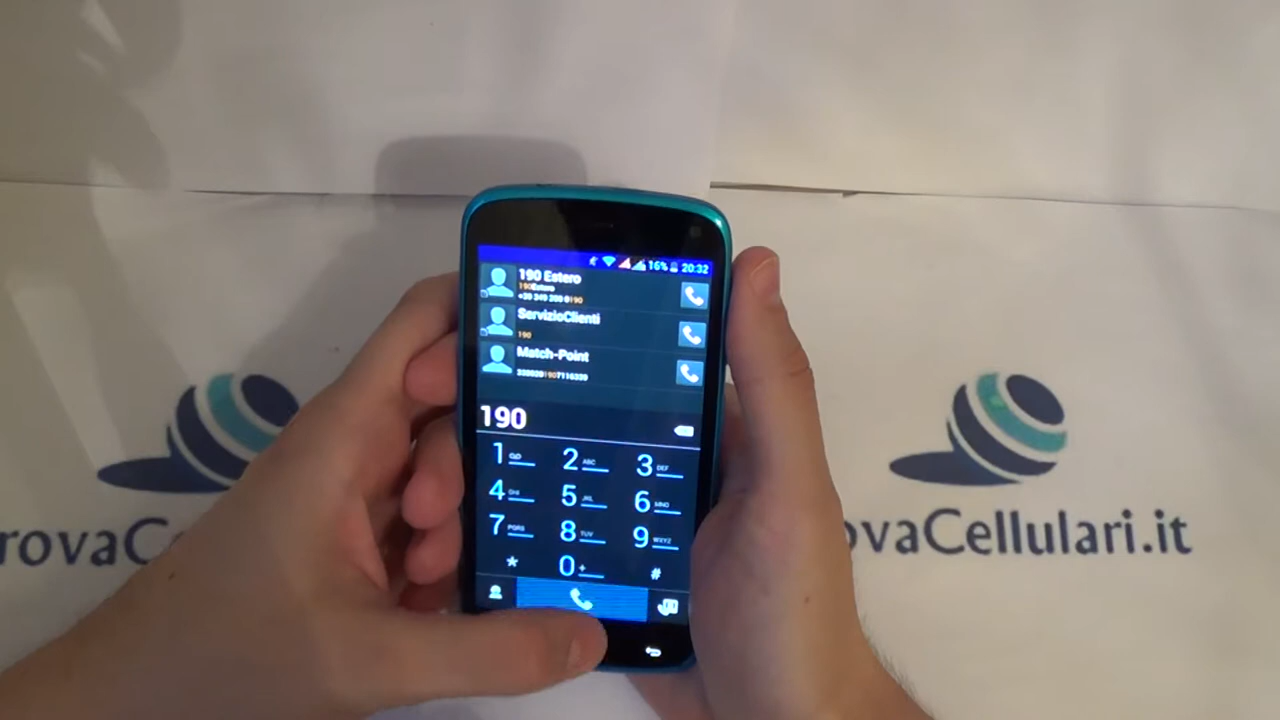 16% 20:32
190 Estero
190Estero
ServizioClienti
190
Match-Point
190
1 2 ABC 3 DEF
4 GHI 5 JKL 6 MNO
7 PQRS 8 TUV 9 WXYZ
* 0 + #
rovaC
ovaCellulari.it